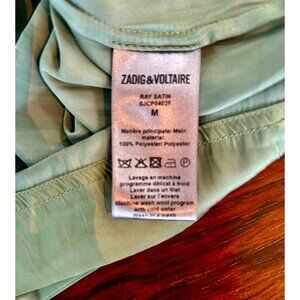 ZADIG&VOLTAIRE
RAY SATIN
SJCP0402F
M
Matière principale: Main
material:
100% Polyester: Polyester
Lavage en machine
programme délicat à froid
Laver dans un filet
Laver sur l'envers
Machine wash wool program
with cold water
Wash in a mesh